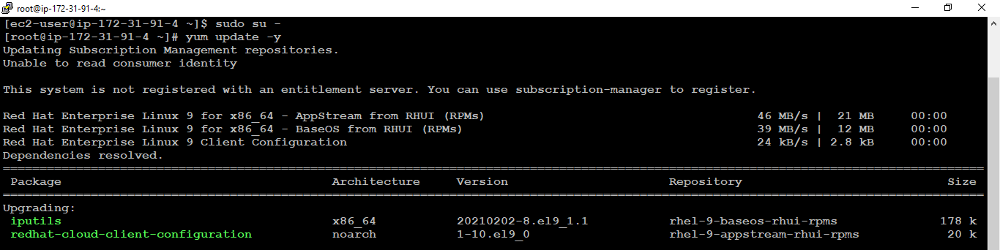 root@ip-172-31-91-4:~
[ec2-user@ip-172-31-91-4 ~]$ sudo su -
[root@ip-172-31-91-4 ~]# yum update -y
Updating Subscription Management repositories.
Unable to read consumer identity
This system is not registered with an entitlement server. You can use subscription-manager to register.
Red Hat Enterprise Linux 9 for x86_64 - AppStream from RHUI (RPMs) 46 MB/s | 21 MB 00:00
Red Hat Enterprise Linux 9 for x86_64 - BaseOS from RHUI (RPMs) 39 MB/s | 12 MB 00:00
Red Hat Enterprise Linux 9 Client Configuration 24 kB/s | 2.8 kB 00:00
Dependencies resolved.
Package Architecture Version Repository Size
Upgrading:
iputils x86_64 20210202-8.el9_1.1 rhel-9-baseos-rhui-rpms 178 k
redhat-cloud-client-configuration noarch 1-10.el9_0 rhel-9-appstream-rhui-rpms 20 k